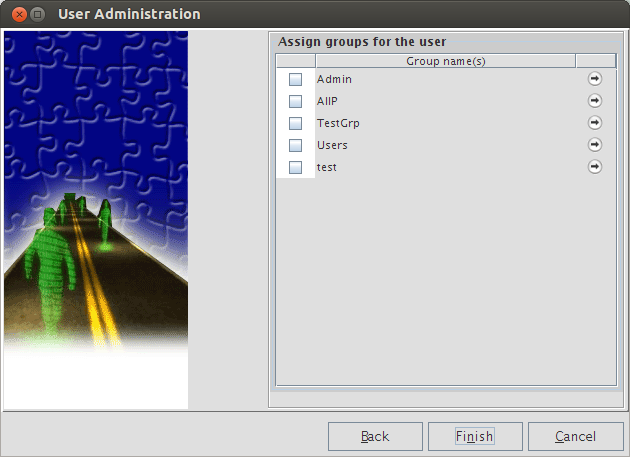 User Administration
Assign groups for the user
Group name(s)
Admin
AllP
TestGrp
Users
test
Back
Finish
Cancel